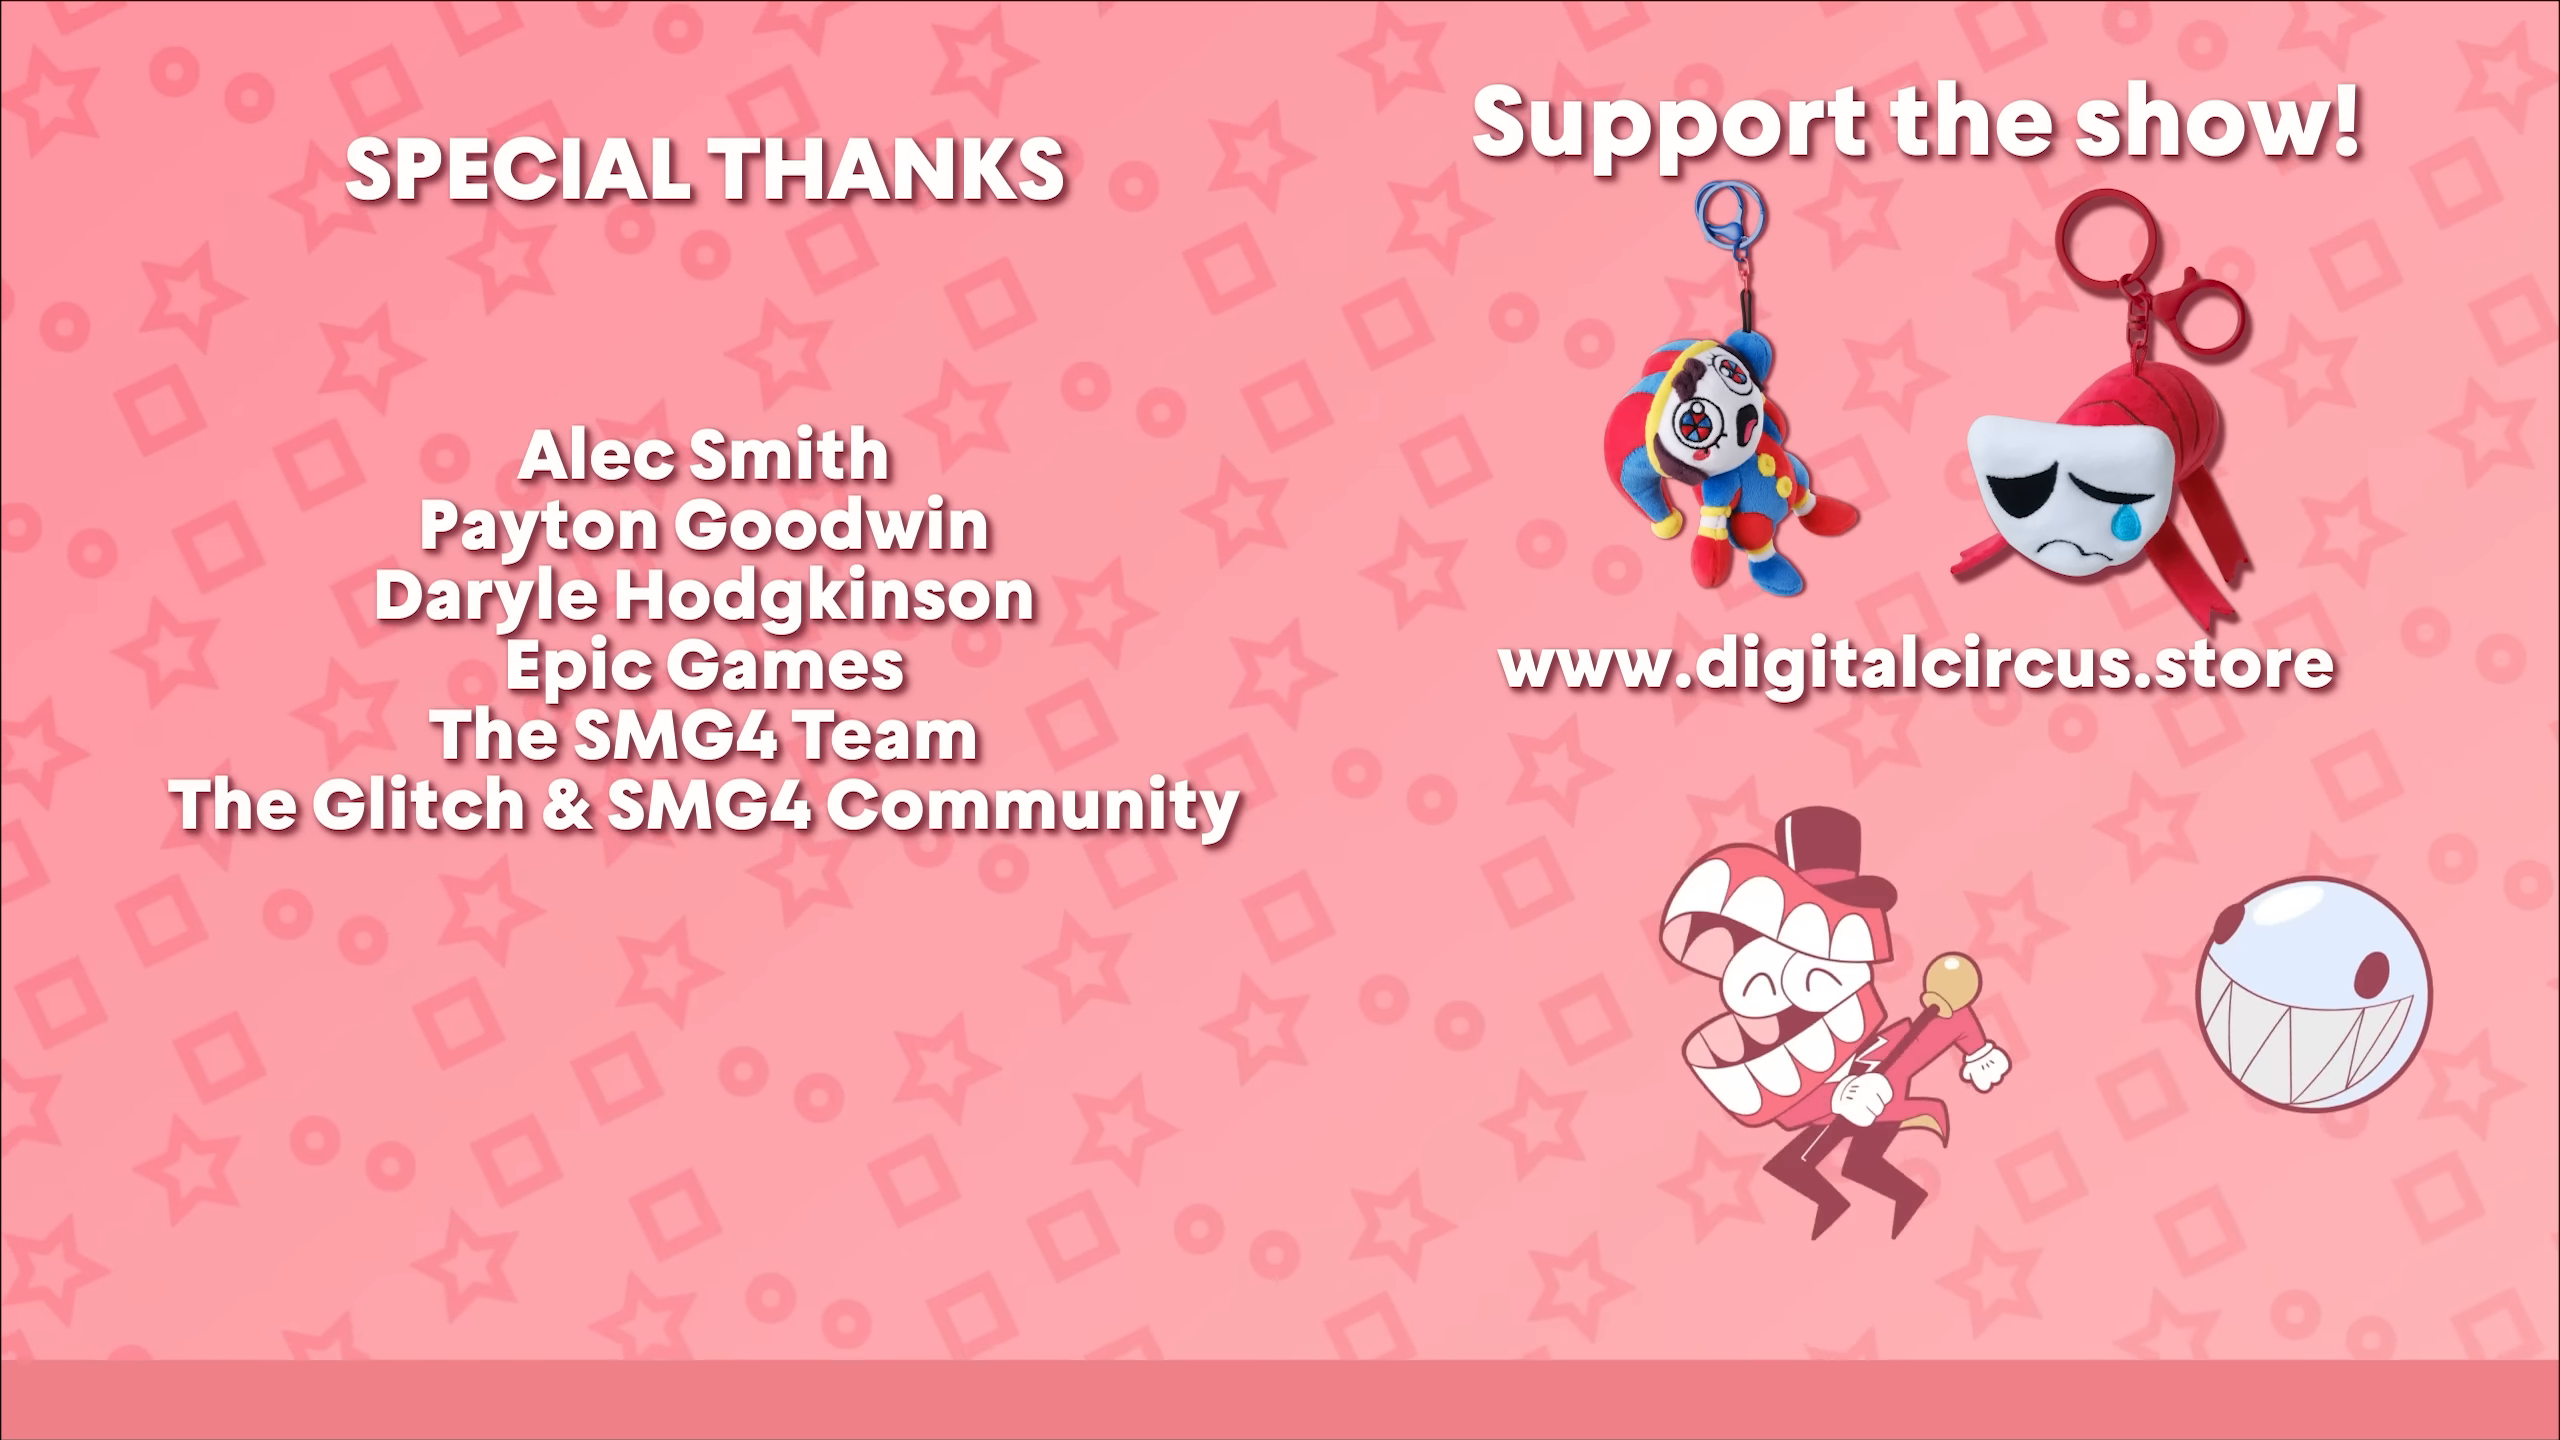 SPECIAL THANKS
Alec Smith
Payton Goodwin
Daryle Hodgkinson
Epic Games
The SMG4 Team
The Glitch & SMG4 Community
Support the show!
www.digitalcircus.store